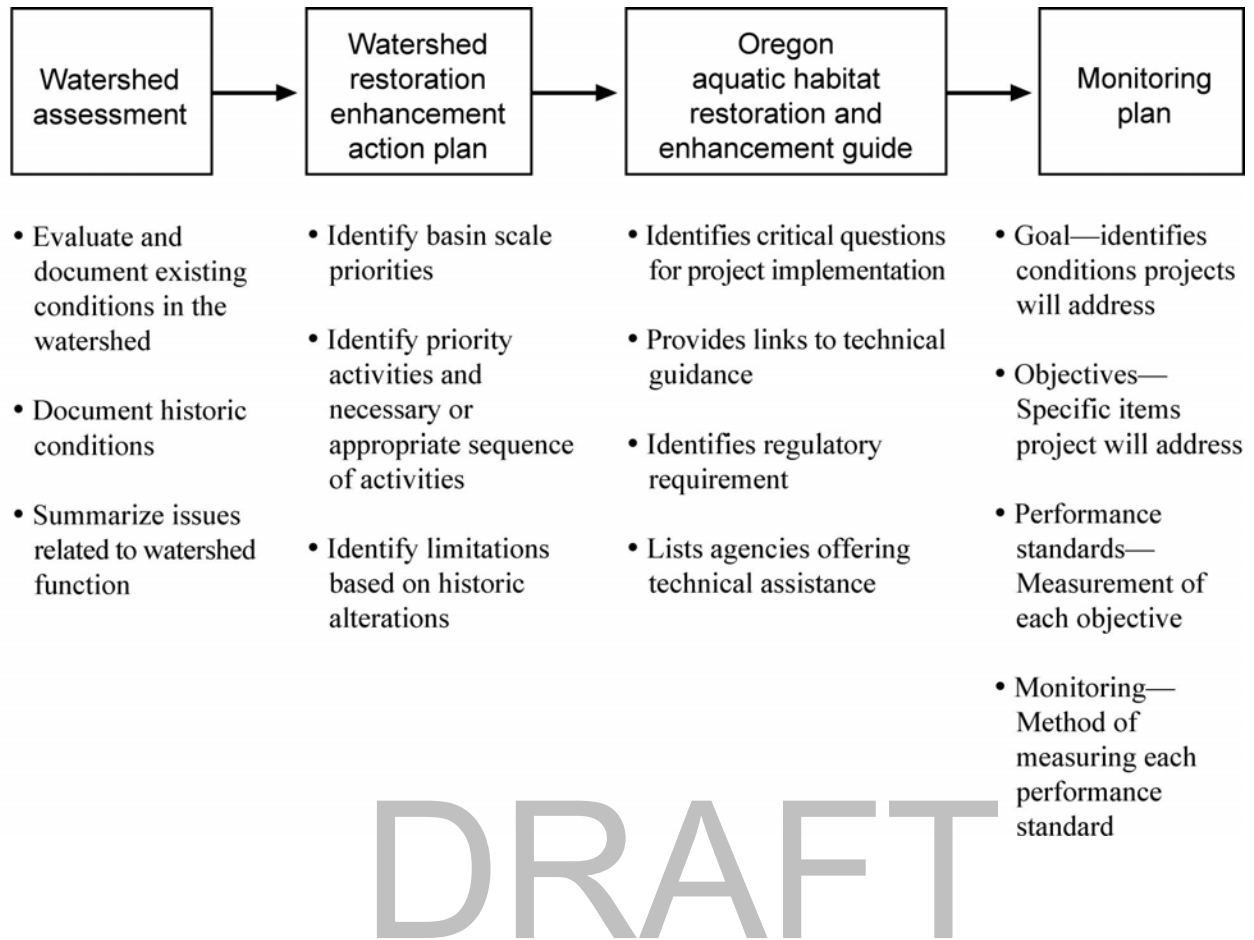 Watershed
assessment
Watershed
restoration
enhancement
action plan
Oregon
aquatic habitat
restoration and
enhancement guide
Monitoring
plan
• Evaluate and
document existing
conditions in the
watershed
• Document historic
conditions
• Summarize issues
related to watershed
function
• Identify basin scale
priorities
• Identify priority
activities and
necessary or
appropriate sequence
of activities
• Identify limitations
based on historic
alterations
• Identifies critical questions
for project implementation
• Provides links to technical
guidance
• Identifies regulatory
requirement
• Lists agencies offering
technical assistance
• Goal—identifies
conditions projects
will address
• Objectives—
Specific items
project will address
• Performance
standards—
Measurement of
each objective
• Monitoring—
Method of
measuring each
performance
standard
DRAFT